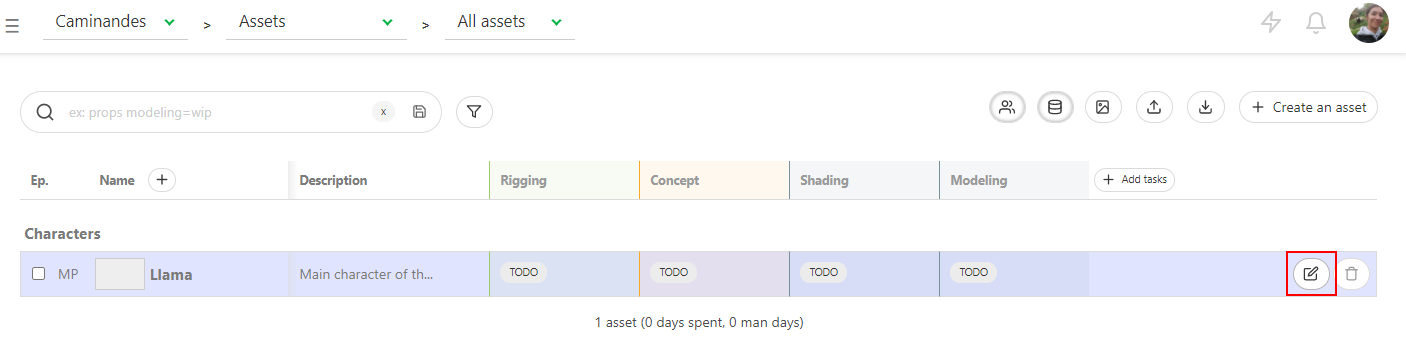 Caminandes > Assets > All assets
ex: props modeling=wip x
+ Create an asset
Ep. Name + Description Rigging Concept Shading Modeling + Add tasks
Characters
MP Llama Main character of th... TODO TODO TODO TODO
1 asset (0 days spent, 0 man days)